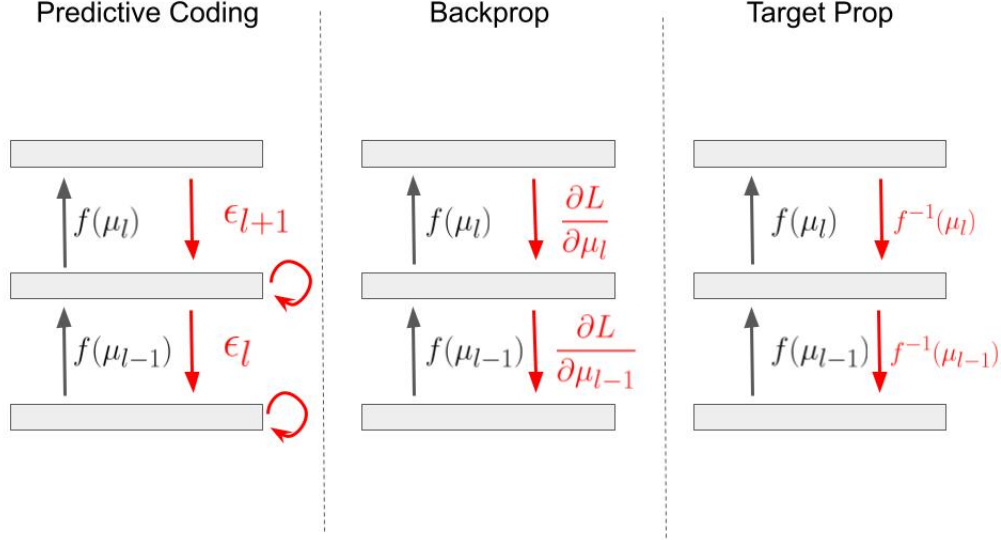 Predictive Coding
Backprop
Target Prop
f(μ_l)
ϵ_{l+1}
f(μ_l)
∂L
∂μ_l
f(μ_l)
f^{-1}(μ_l)
f(μ_{l-1})
ϵ_l
f(μ_{l-1})
∂L
∂μ_{l-1}
f(μ_{l-1})
f^{-1}(μ_{l-1})